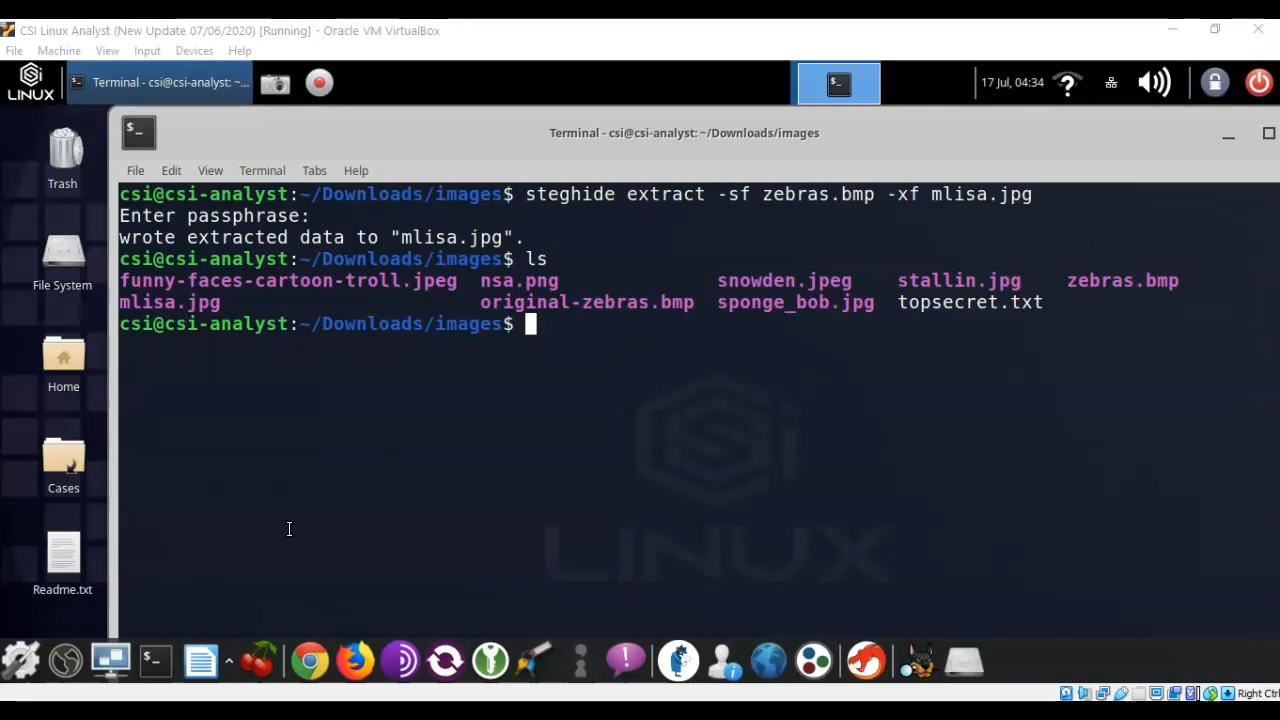 CSI Linux Analyst (New Update 07/06/2020) [Running] - Oracle VM VirtualBox
File Machine View Input Devices Help
SI LINUX
Terminal - csi@csi-analyst: ~...
17 Jul, 04:34
Terminal - csi@csi-analyst: ~/Downloads/images
File Edit View Terminal Tabs Help
csi@csi-analyst:~/Downloads/images$ steghide extract -sf zebras.bmp -xf mlisa.jpg
Enter passphrase:
wrote extracted data to "mlisa.jpg".
csi@csi-analyst:~/Downloads/images$ ls
funny-faces-cartoon-troll.jpeg nsa.png snowden.jpeg stallin.jpg zebras.bmp
mlisa.jpg original-zebras.bmp sponge_bob.jpg topsecret.txt
csi@csi-analyst:~/Downloads/images$
Trash
File System
Home
Cases
Readme.txt
LINUX
Right Ctrl